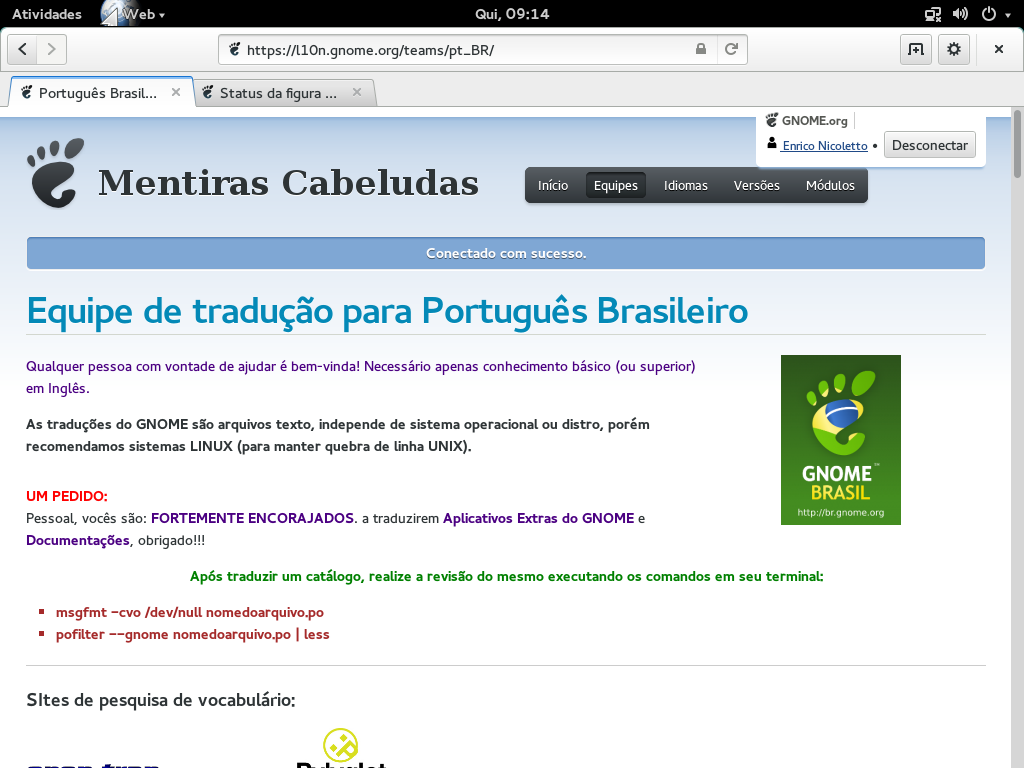 Atividades Web Qui, 09:14
https://l10n.gnome.org/teams/pt_BR/
Português Brasil... Status da figura ...
GNOME.org
Enrico Nicoletto • Desconectar
Mentiras Cabeludas
Início Equipes Idiomas Versões Módulos
Conectado com sucesso.
Equipe de tradução para Português Brasileiro
Qualquer pessoa com vontade de ajudar é bem-vinda! Necessário apenas conhecimento básico (ou superior)
em Inglês.
As traduções do GNOME são arquivos texto, independe de sistema operacional ou distro, porém
recomendamos sistemas LINUX (para manter quebra de linha UNIX).
GNOME™
BRASIL
http://br.gnome.org
UM PEDIDO:
Pessoal, vocês são: FORTEMENTE ENCORAJADOS. a traduzirem Aplicativos Extras do GNOME e
Documentações, obrigado!!!
Após traduzir um catálogo, realize a revisão do mesmo executando os comandos em seu terminal:
msgfmt -cvo /dev/null nomedoarquivo.po
pofilter --gnome nomedoarquivo.po | less
SItes de pesquisa de vocabulário: